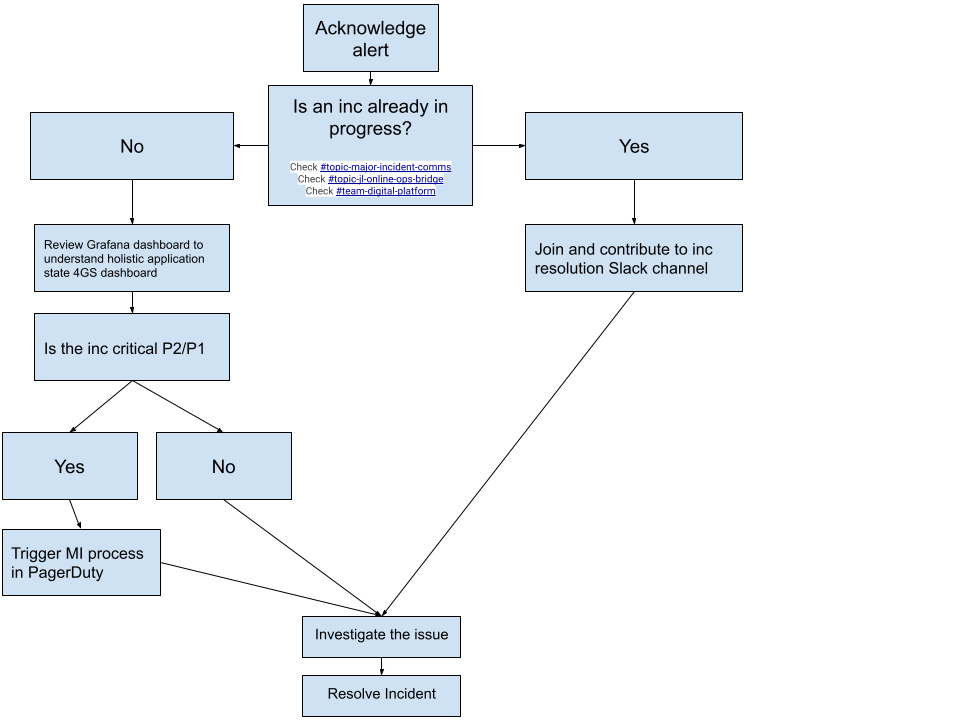 Acknowledge
alert
Is an inc already in
progress?
Check #topic-major-incident-comms
Check #topic-jl-online-ops-bridge
Check #team-digital-platform
No
Yes
Review Grafana dashboard to
understand holistic application
state 4GS dashboard
Join and contribute to inc
resolution Slack channel
Is the inc critical P2/P1
Yes
No
Trigger MI process
in PagerDuty
Investigate the issue
Resolve Incident